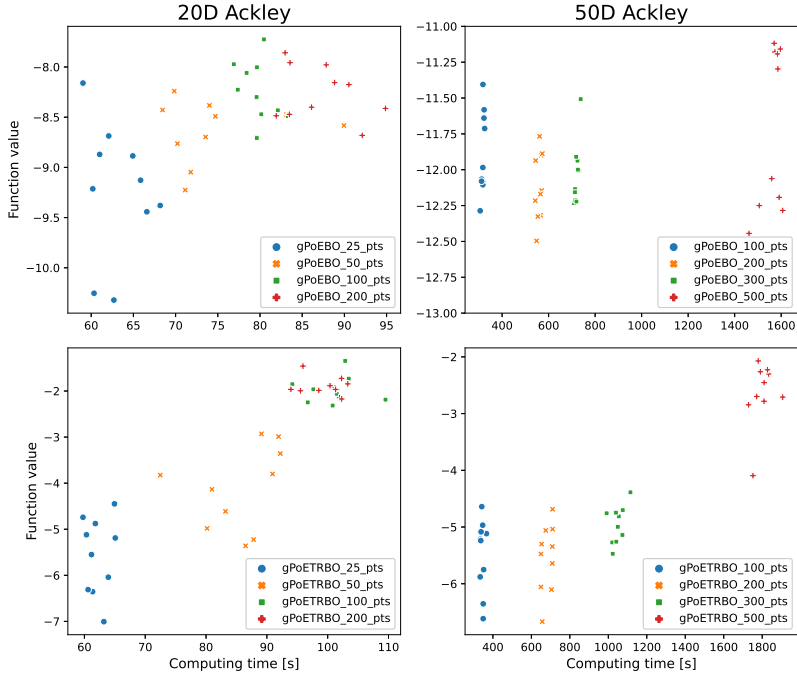 20D Ackley
50D Ackley
Function value
−8.0
−8.5
−9.0
−9.5
−10.0
60 65 70 75 80 85 90 95
gPoEBO_25_pts
gPoEBO_50_pts
gPoEBO_100_pts
gPoEBO_200_pts
−11.00
−11.25
−11.50
−11.75
−12.00
−12.25
−12.50
−12.75
−13.00
400 600 800 1000 1200 1400 1600
gPoEBO_100_pts
gPoEBO_200_pts
gPoEBO_300_pts
gPoEBO_500_pts
Function value
−2
−3
−4
−5
−6
−7
60 70 80 90 100 110
Computing time [s]
gPoETRBO_25_pts
gPoETRBO_50_pts
gPoETRBO_100_pts
gPoETRBO_200_pts
−2
−3
−4
−5
−6
400 600 800 1000 1200 1400 1600 1800
Computing time [s]
gPoETRBO_100_pts
gPoETRBO_200_pts
gPoETRBO_300_pts
gPoETRBO_500_pts